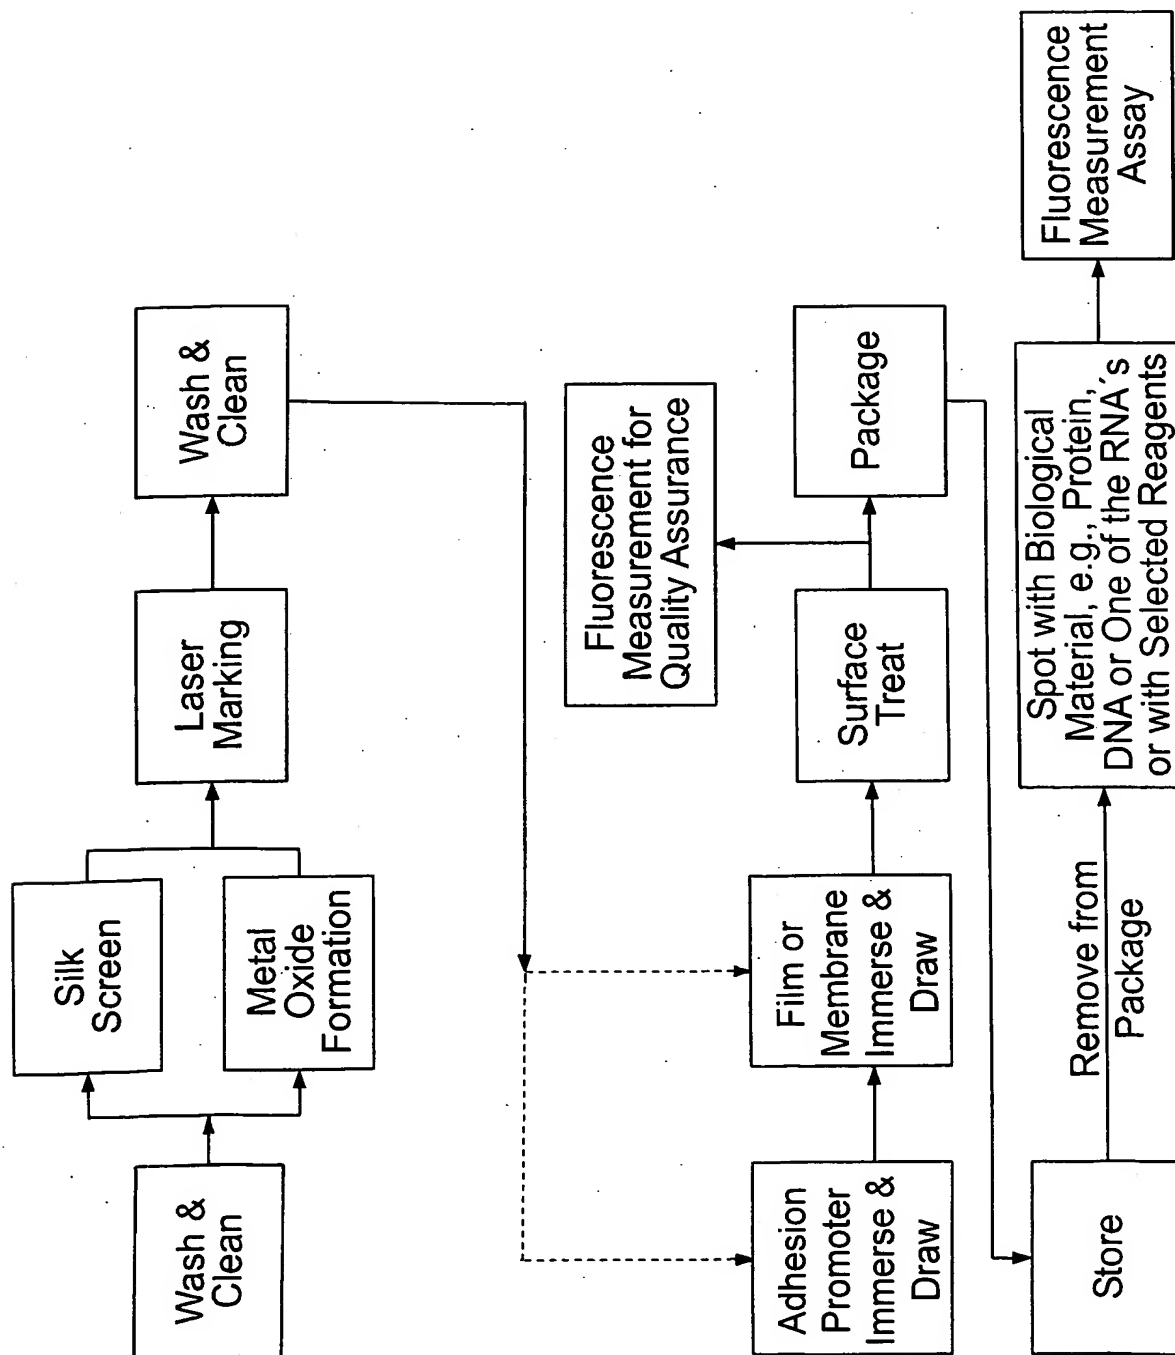 Wash &
Clean
Silk
Screen
Metal
Oxide
Formation
Laser
Marking
Wash &
Clean
Adhesion
Promoter
Immerse &
Draw
Film or
Membrane
Immerse &
Draw
Surface
Treat
Fluorescence
Measurement for
Quality Assurance
Package
Store
Remove from
Package
Spot with Biological
Material, e.g., Protein,
DNA or One of the RNA´s
or with Selected Reagents
Fluorescence
Measurement
Assay